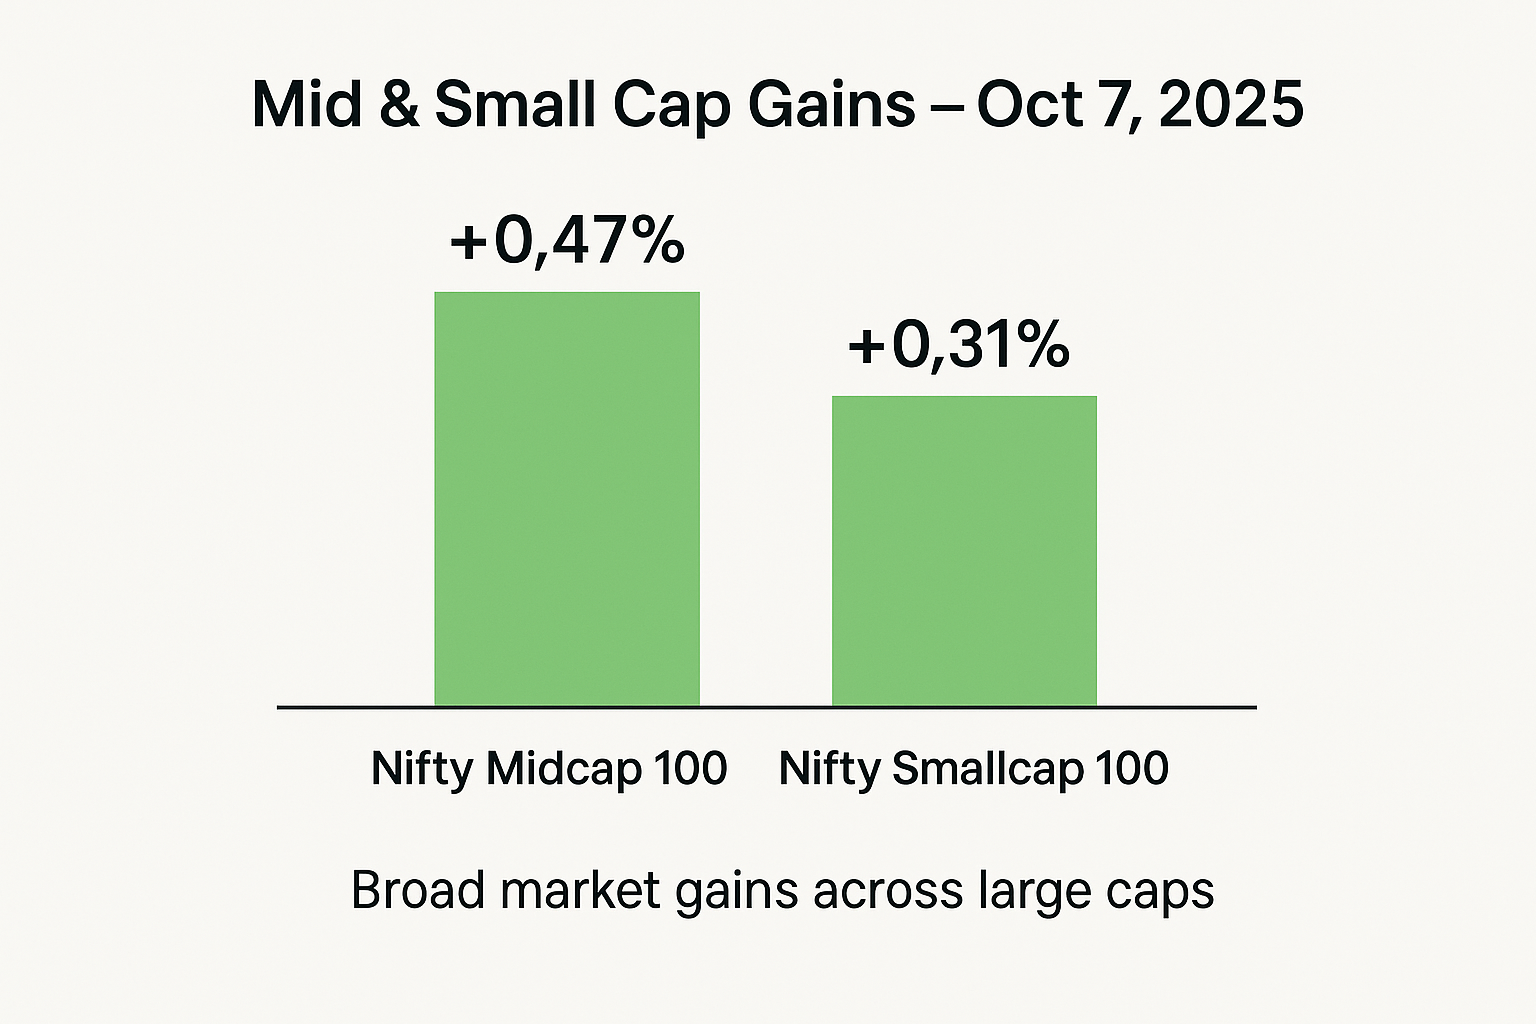 Mid & Small Cap Gains – Oct 7, 2025
+0,47%
+0,31%
Nifty Midcap 100 Nifty Smallcap 100
Broad market gains across large caps